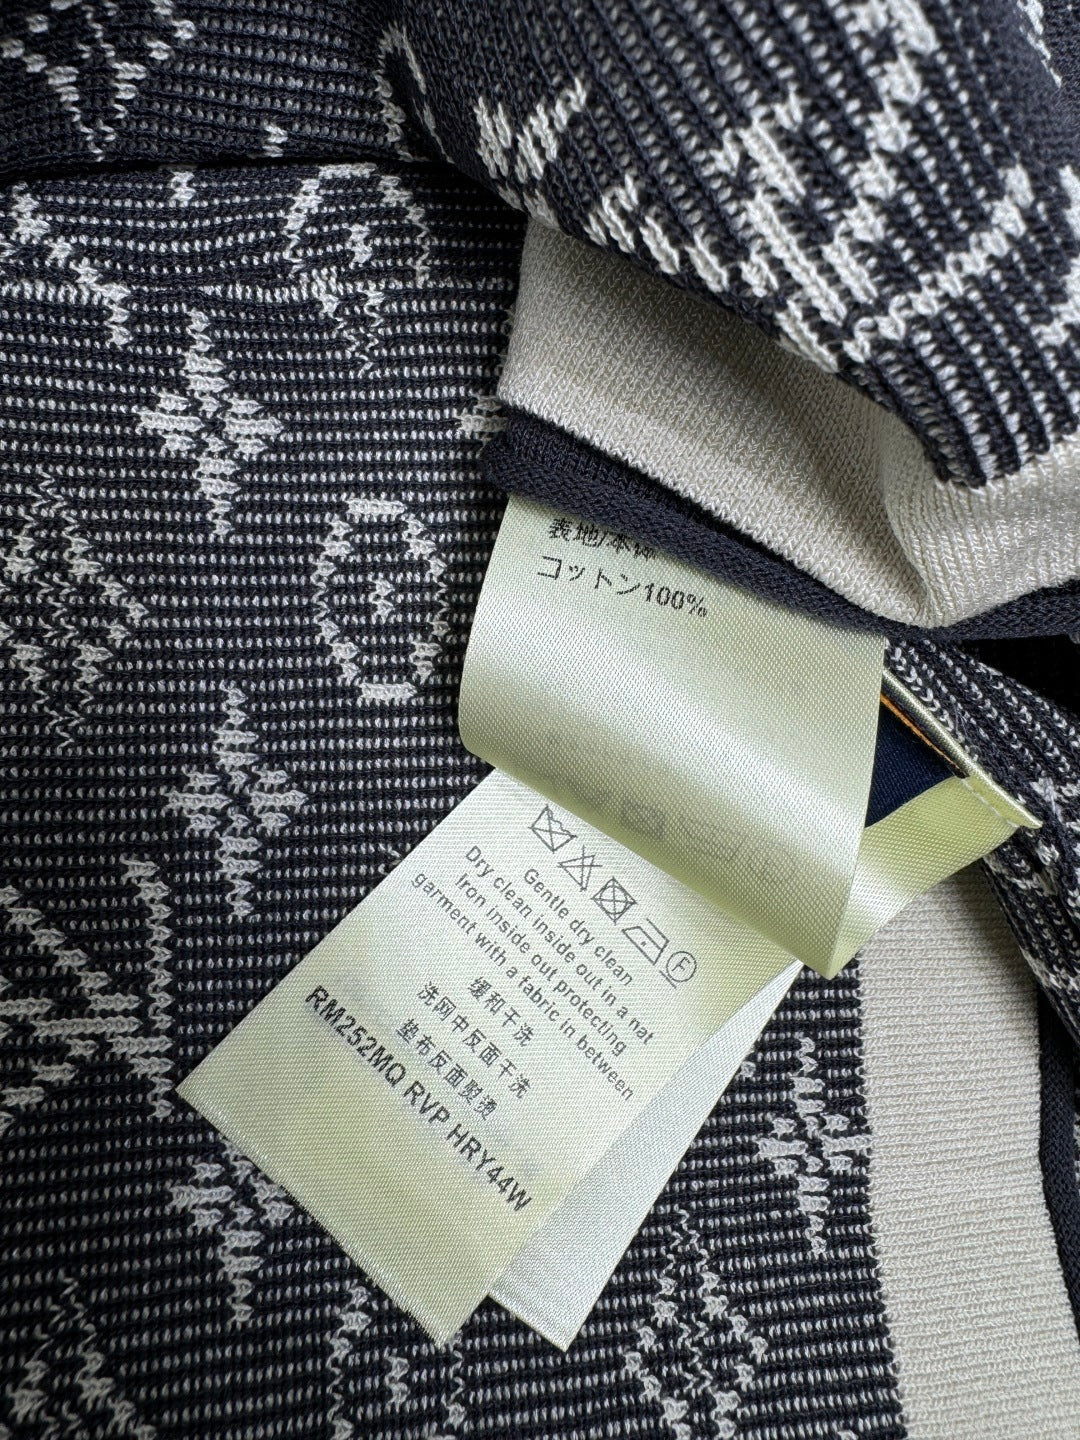 表地/本体
コットン100%
F
Gentle dry clean
Dry clean inside out in a nat
Iron inside out protecting
garment with a fabric in between
缓和干洗
洗网中反面干洗
垫布反面熨烫
RM252MQ RVP HRY44W